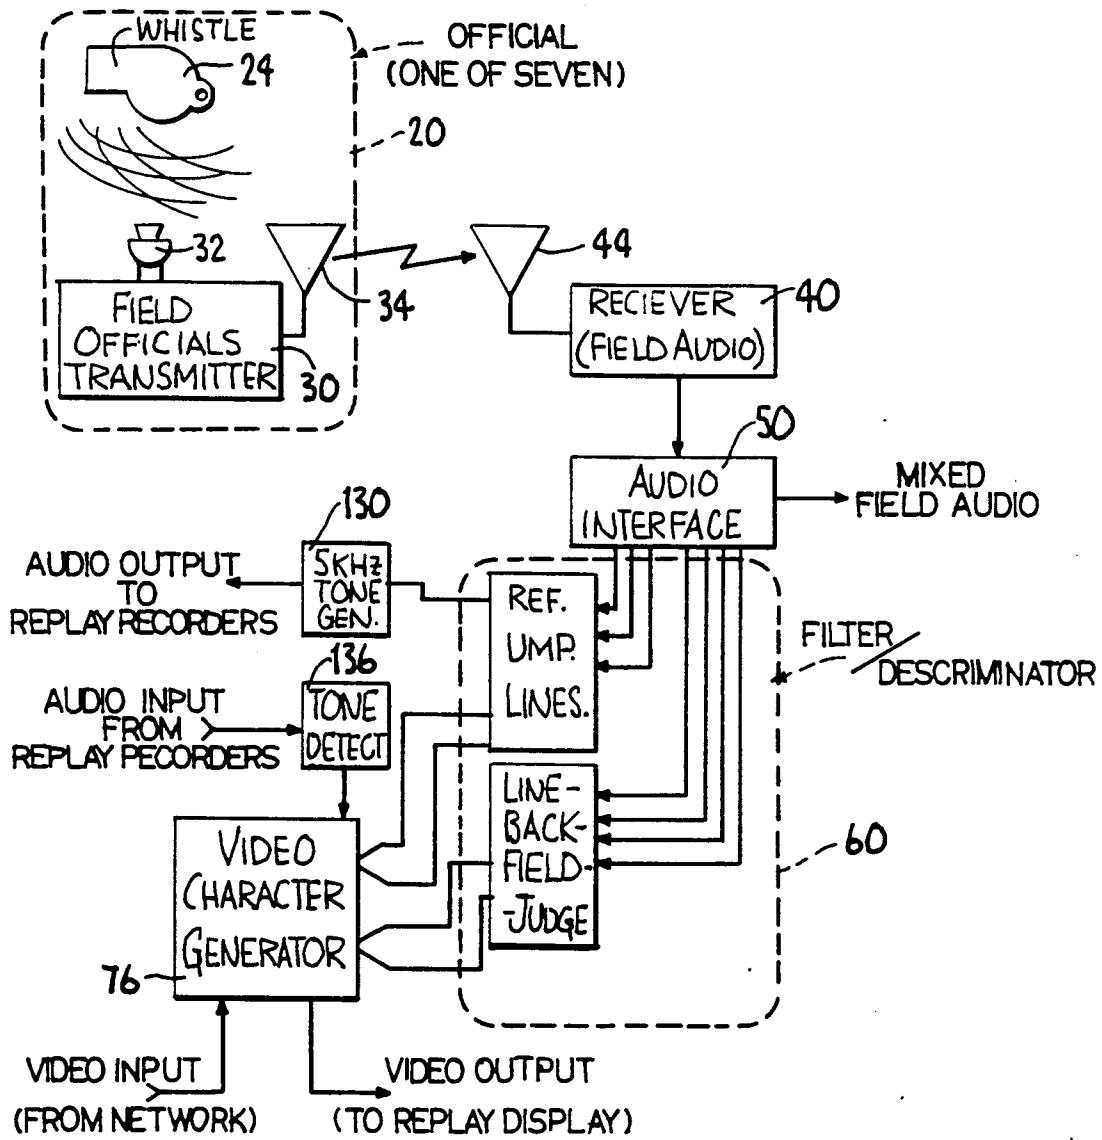 WHISTLE
24
OFFICIAL
(ONE OF SEVEN)
20
32
34
44
FIELD
OFFICIALS
TRANSMITTER
30
RECIEVER
(FIELD AUDIO)
40
50
AUDIO
INTERFACE
MIXED
FIELD AUDIO
130
5KHz
TONE
GEN.
AUDIO OUTPUT
TO
REPLAY RECORDERS
REF.
UMP.
LINES.
FILTER/
DESCRIMINATOR
136
TONE
DETECT
AUDIO INPUT
FROM
REPLAY PECORDERS
LINE-
BACK-
FIELD-
-JUDGE
60
VIDEO
CHARACTER
GENERATOR
76
VIDEO INPUT
(FROM NETWORK)
VIDEO OUTPUT
(TO REPLAY DISPLAY)